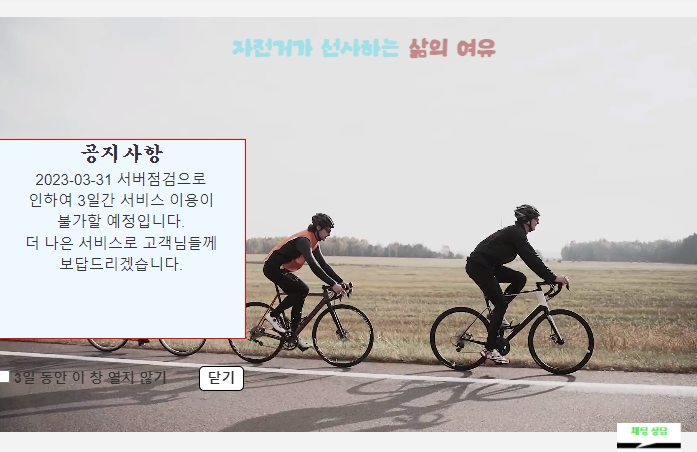 자전거가 선사하는 삶의 여유
공지사항
2023-03-31 서버점검으로
인하여 3일간 서비스 이용이
불가할 예정입니다.
더 나은 서비스로 고객님들께
보답드리겠습니다.
3일 동안 이 창 열지 않기
닫기
채팅 상담